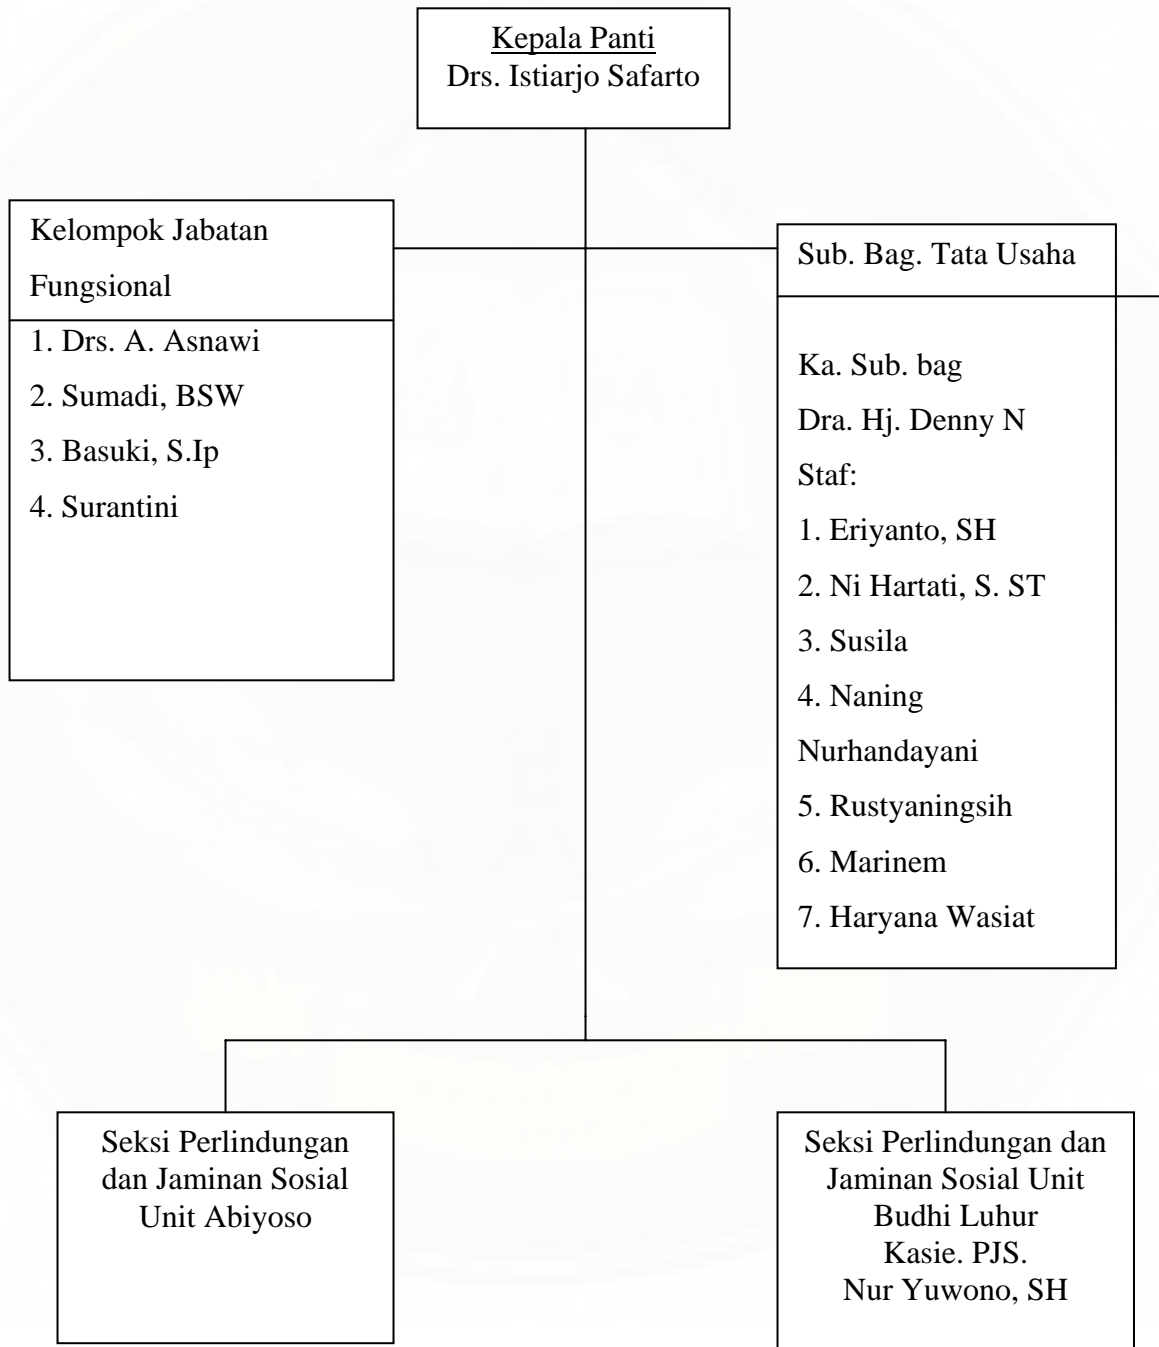 Kepala Panti
Drs. Istiarjo Safarto
Kelompok Jabatan
Fungsional
1. Drs. A. Asnawi
2. Sumadi, BSW
3. Basuki, S.Ip
4. Surantini
Sub. Bag. Tata Usaha
Ka. Sub. bag
Dra. Hj. Denny N
Staf:
1. Eriyanto, SH
2. Ni Hartati, S. ST
3. Susila
4. Naning
Nurhandayani
5. Rustyaningsih
6. Marinem
7. Haryana Wasiat
Seksi Perlindungan
dan Jaminan Sosial
Unit Abiyoso
Seksi Perlindungan dan
Jaminan Sosial Unit
Budhi Luhur
Kasie. PJS.
Nur Yuwono, SH